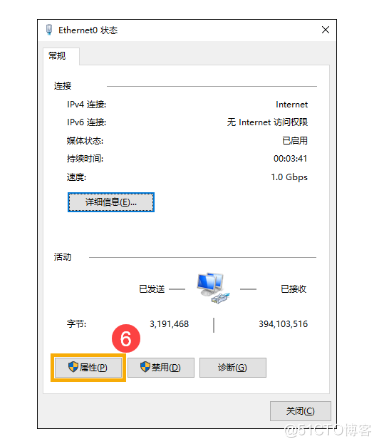 Ethernet0 状态
常规
连接
IPv4 连接: Internet
IPv6 连接: 无 Internet 访问权限
媒体状态: 已启用
持续时间: 00:03:41
速度: 1.0 Gbps
详细信息(E)...
活动
已发送 已接收
字节: 3,191,468 394,103,516
6
属性(P) 禁用(D) 诊断(G)
关闭(C)
@51CTO博客